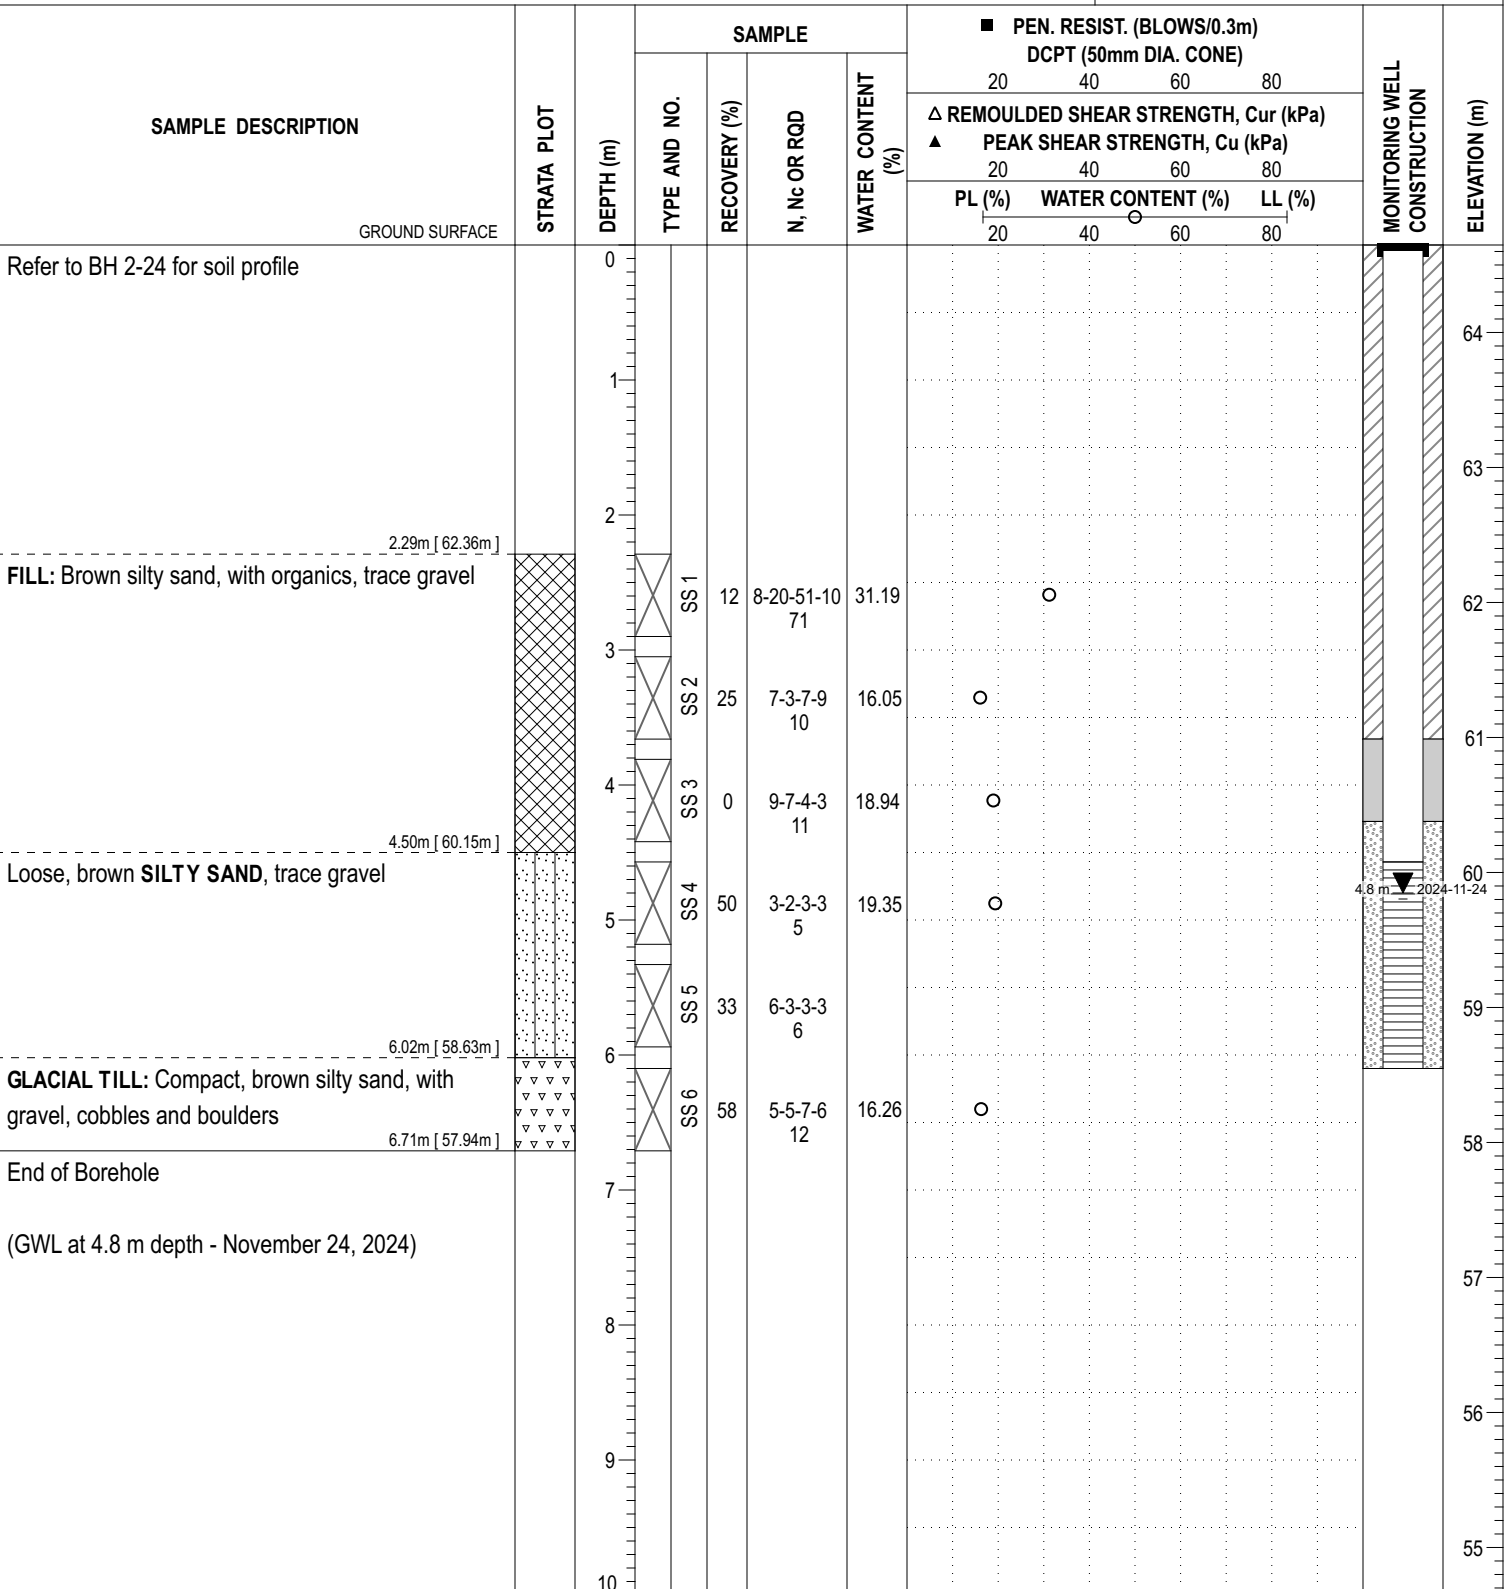 SAMPLE DESCRIPTION
GROUND SURFACE
STRATA PLOT
DEPTH (m)
SAMPLE
TYPE AND NO.
RECOVERY (%)
N, Nc OR RQD
WATER CONTENT (%)
■ PEN. RESIST. (BLOWS/0.3m)
DCPT (50mm DIA. CONE)
20 40 60 80
△ REMOULDED SHEAR STRENGTH, Cur (kPa)
▲ PEAK SHEAR STRENGTH, Cu (kPa)
20 40 60 80
PL (%) WATER CONTENT (%) LL (%)
20 40 60 80
MONITORING WELL CONSTRUCTION
ELEVATION (m)
Refer to BH 2-24 for soil profile
0
64
1
63
2
2.29m [ 62.36m ]
FILL: Brown silty sand, with organics, trace gravel
SS 1 12 8-20-51-10 31.19
71
62
3
SS 2 25 7-3-7-9 16.05
10
61
4
SS 3 0 9-7-4-3 18.94
11
4.50m [ 60.15m ]
Loose, brown SILTY SAND, trace gravel
60
4.8 m 2024-11-24
SS 4 50 3-2-3-3 19.35
5
5
SS 5 33 6-3-3-3
6
59
6.02m [ 58.63m ]
6
GLACIAL TILL: Compact, brown silty sand, with
gravel, cobbles and boulders
SS 6 58 5-5-7-6 16.26
12
6.71m [ 57.94m ]
58
End of Borehole
7
(GWL at 4.8 m depth - November 24, 2024)
57
8
56
9
55
10